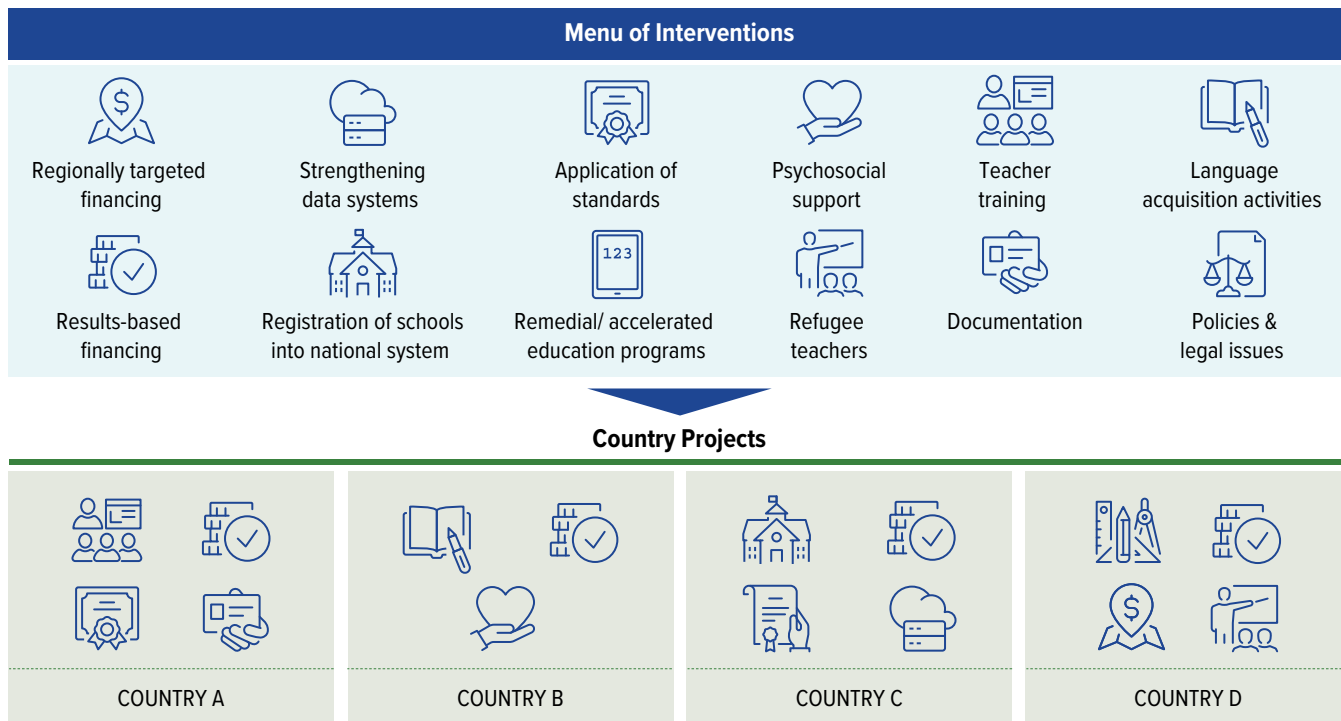 Menu of Interventions
$
Regionally targeted
financing
Strengthening
data systems
Application of
standards
Psychosocial
support
Teacher
training
Language
acquisition activities
Results-based
financing
Registration of schools
into national system
123
Remedial/ accelerated
education programs
Refugee
teachers
Documentation
Policies &
legal issues
Country Projects
$
COUNTRY A
COUNTRY B
COUNTRY C
COUNTRY D